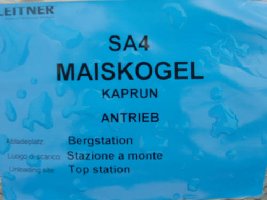 LEITNER
SA4
MAISKOGEL
KAPRUN
ANTRIEB
Abladeplatz: Bergstation
Luogo di scarico: Stazione a monte
Unloading site: Top station